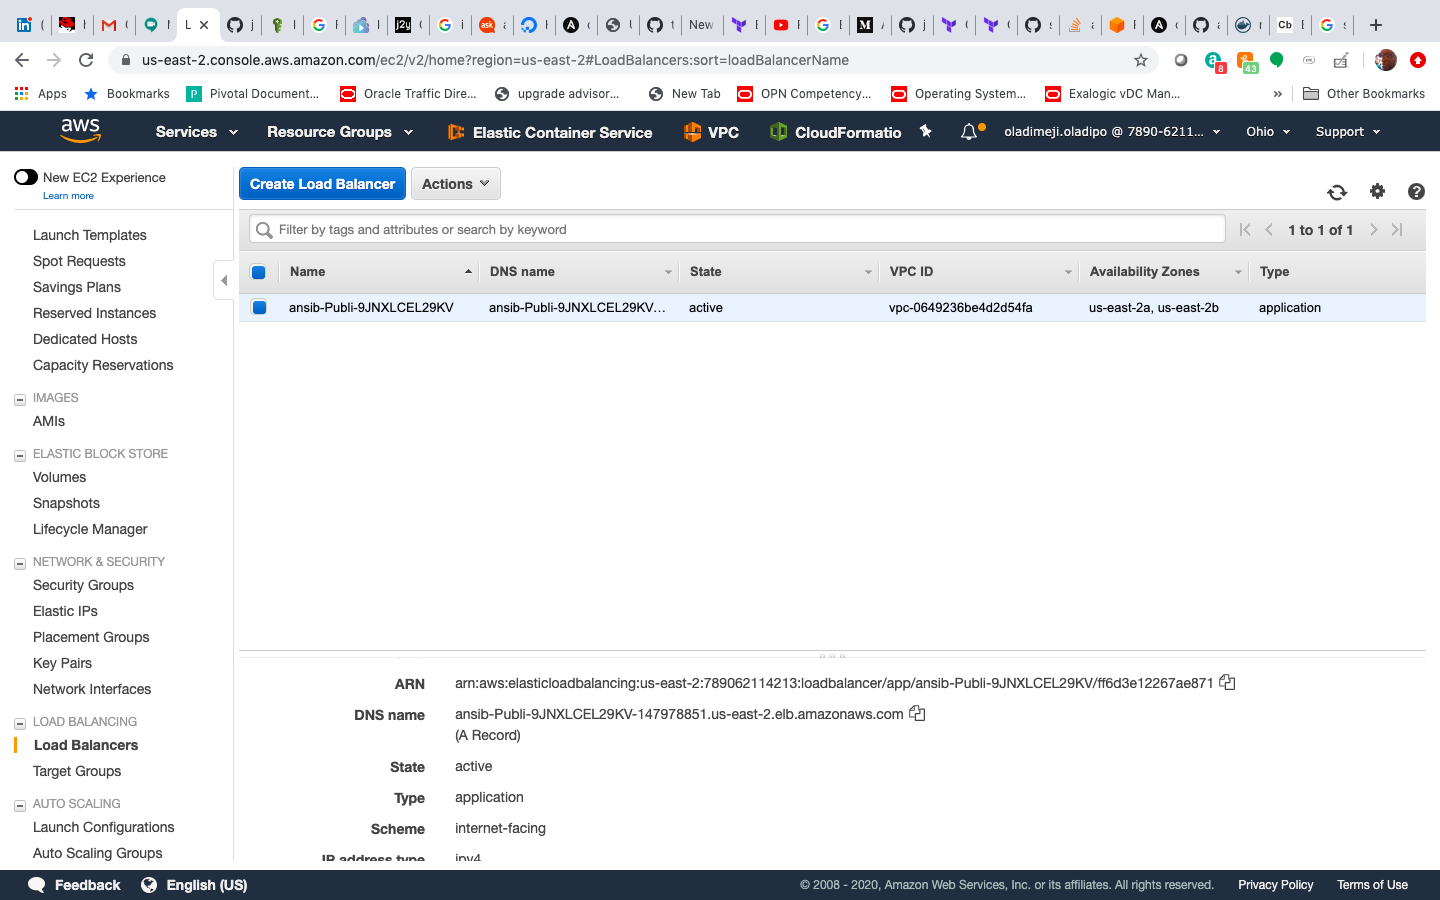 us-east-2.console.aws.amazon.com/ec2/v2/home?region=us-east-2#LoadBalancers:sort=loadBalancerName
8
43
Apps
Bookmarks
Pivotal Document...
Oracle Traffic Dire...
upgrade advisor...
New Tab
OPN Competency...
Operating System...
Exalogic vDC Man...
»
Other Bookmarks
aws
Services
Resource Groups
Elastic Container Service
VPC
CloudFormatio
oladimeji.oladipo @ 7890-6211...
Ohio
Support
New EC2 Experience
Learn more
Launch Templates
Spot Requests
Savings Plans
Reserved Instances
Dedicated Hosts
Capacity Reservations
IMAGES
AMIs
ELASTIC BLOCK STORE
Volumes
Snapshots
Lifecycle Manager
NETWORK & SECURITY
Security Groups
Elastic IPs
Placement Groups
Key Pairs
Network Interfaces
LOAD BALANCING
Load Balancers
Target Groups
AUTO SCALING
Launch Configurations
Auto Scaling Groups
Create Load Balancer
Actions
Filter by tags and attributes or search by keyword
1 to 1 of 1
Name DNS name State VPC ID Availability Zones Type
ansib-Publi-9JNXLCEL29KV ansib-Publi-9JNXLCEL29KV... active vpc-0649236be4d2d54fa us-east-2a, us-east-2b application
ARN arn:aws:elasticloadbalancing:us-east-2:789062114213:loadbalancer/app/ansib-Publi-9JNXLCEL29KV/ff6d3e12267ae871
DNS name ansib-Publi-9JNXLCEL29KV-147978851.us-east-2.elb.amazonaws.com
(A Record)
State active
Type application
Scheme internet-facing
IP address type ipv4
Feedback
English (US)
© 2008 - 2020, Amazon Web Services, Inc. or its affiliates. All rights reserved.
Privacy Policy
Terms of Use